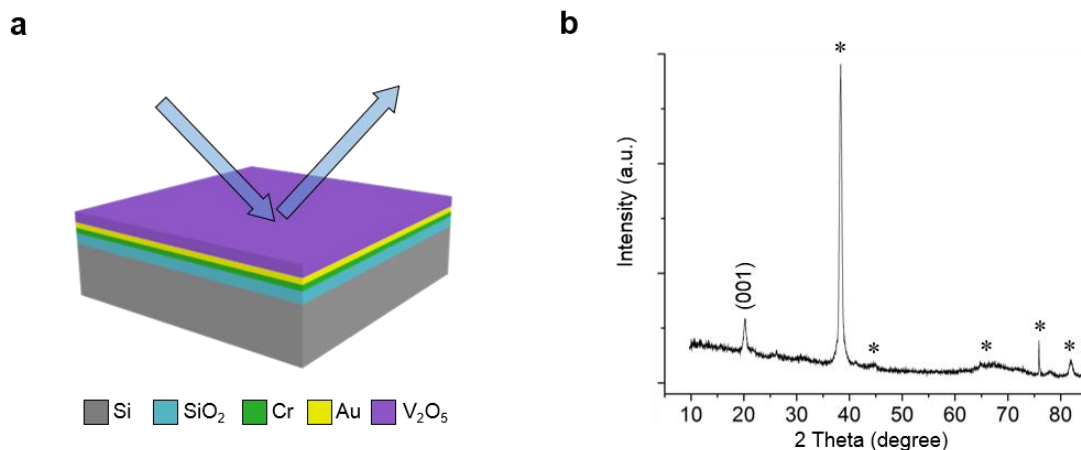 a
b
Si SiO₂ Cr Au V₂O₅
Intensity (a.u.)
*
(001)
*
*
*
*
10 20 30 40 50 60 70 80
2 Theta (degree)